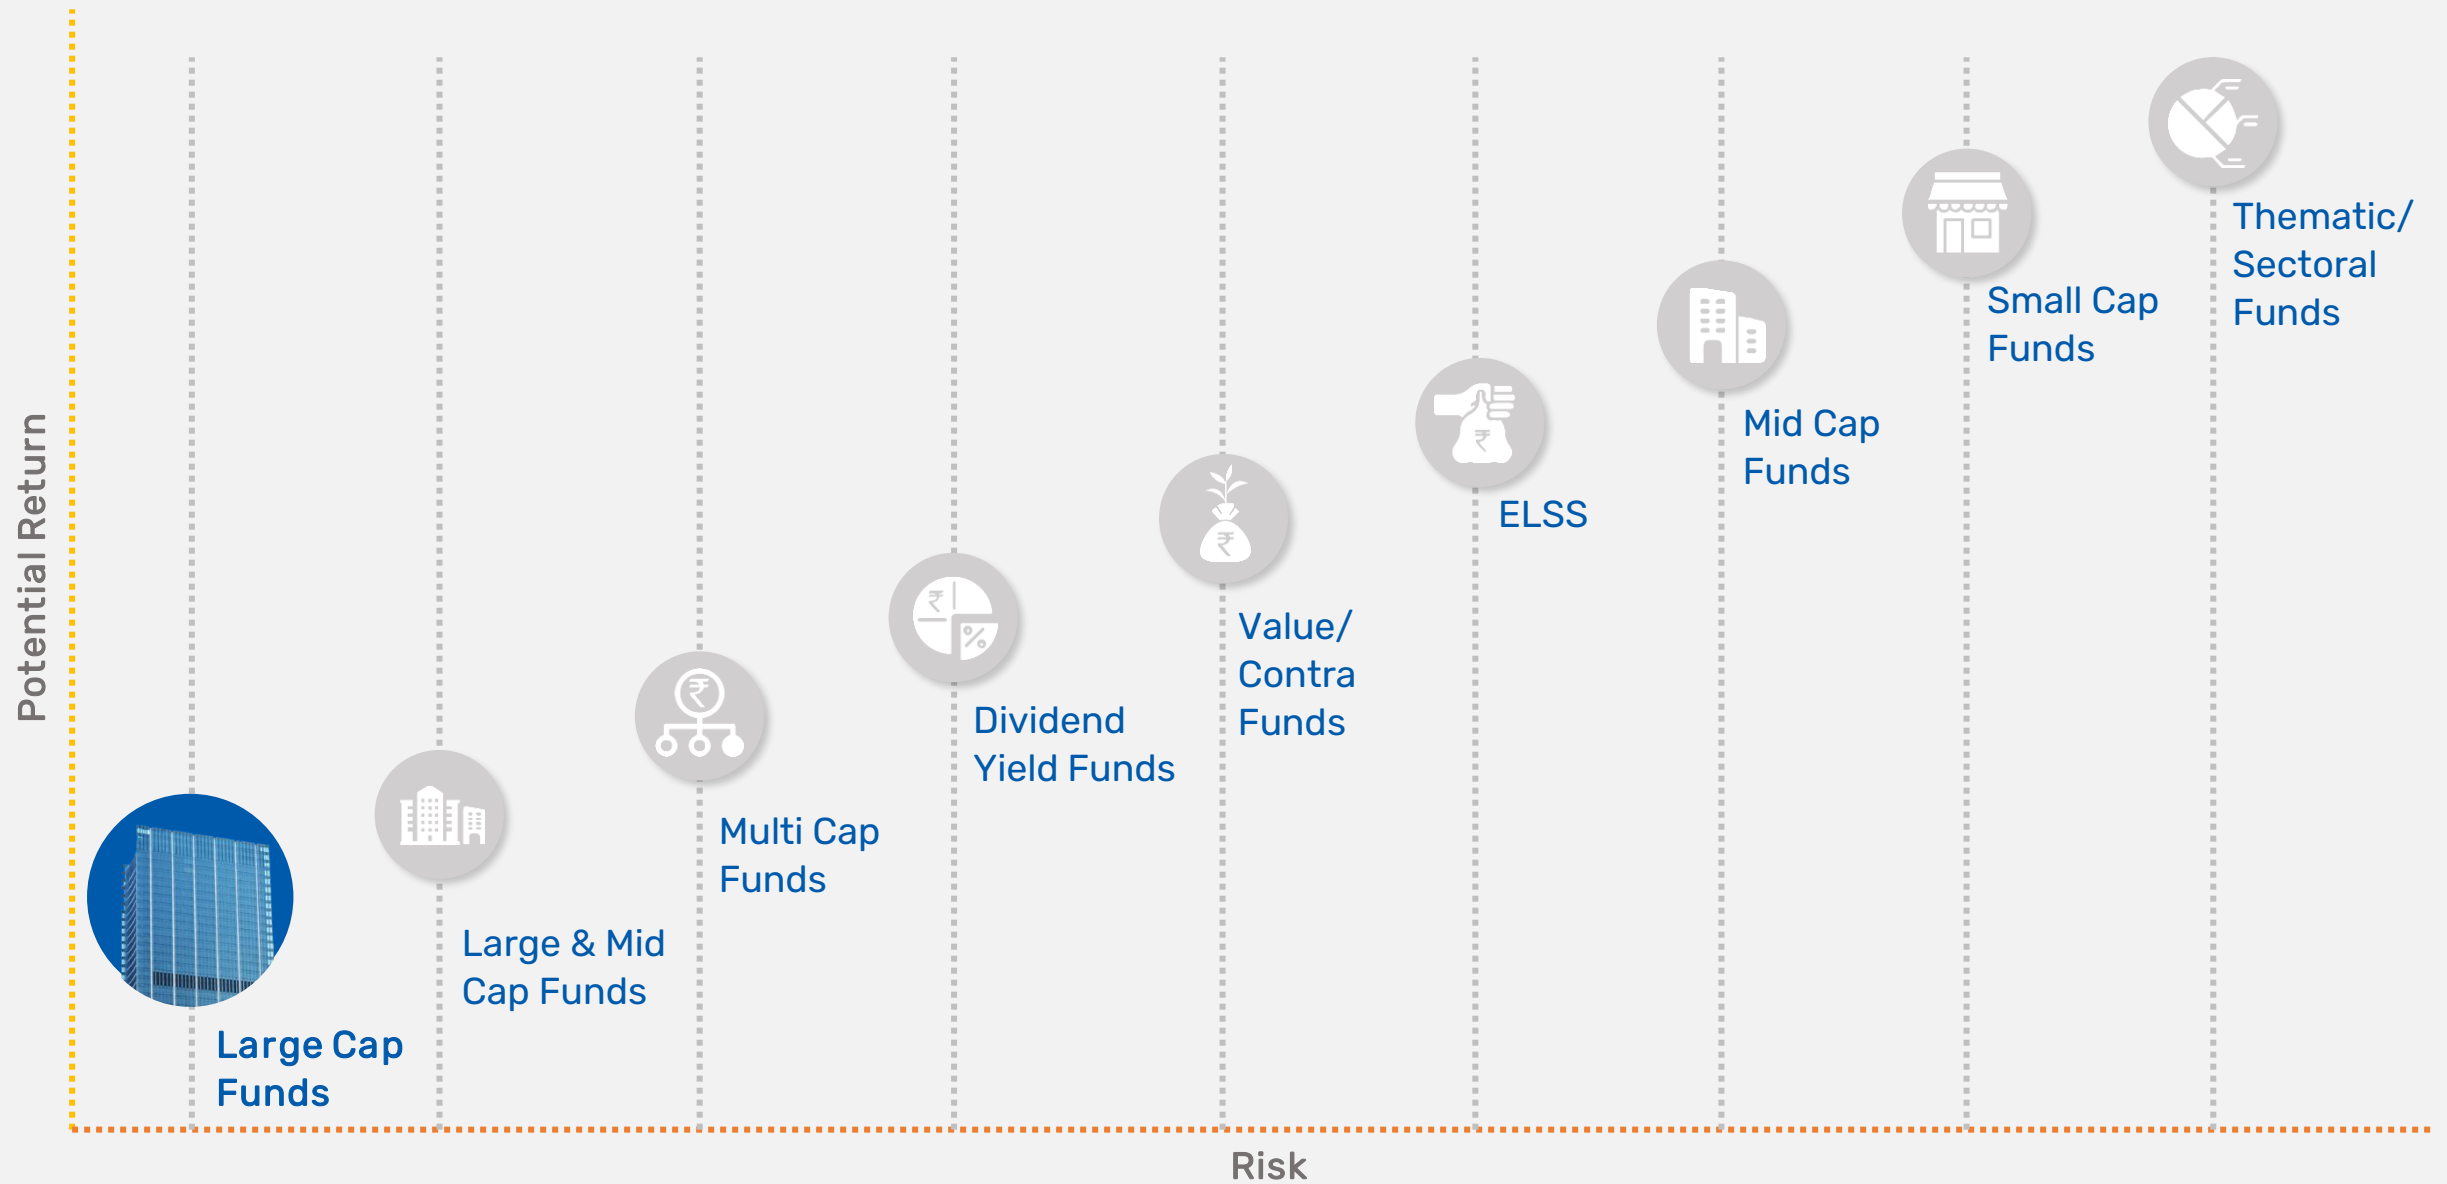 Potential Return
Large Cap
Funds
Large & Mid
Cap Funds
Multi Cap
Funds
Dividend
Yield Funds
Value/
Contra
Funds
ELSS
Mid Cap
Funds
Small Cap
Funds
Thematic/
Sectoral
Funds
Risk
₹
₹
%
₹
₹